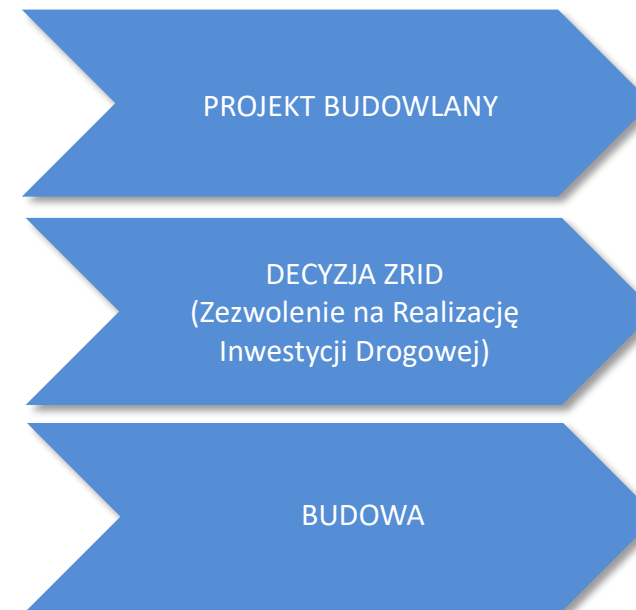 PROJEKT BUDOWLANY
DECYZJA ZRID
(Zezwolenie na Realizację
Inwestycji Drogowej)
BUDOWA